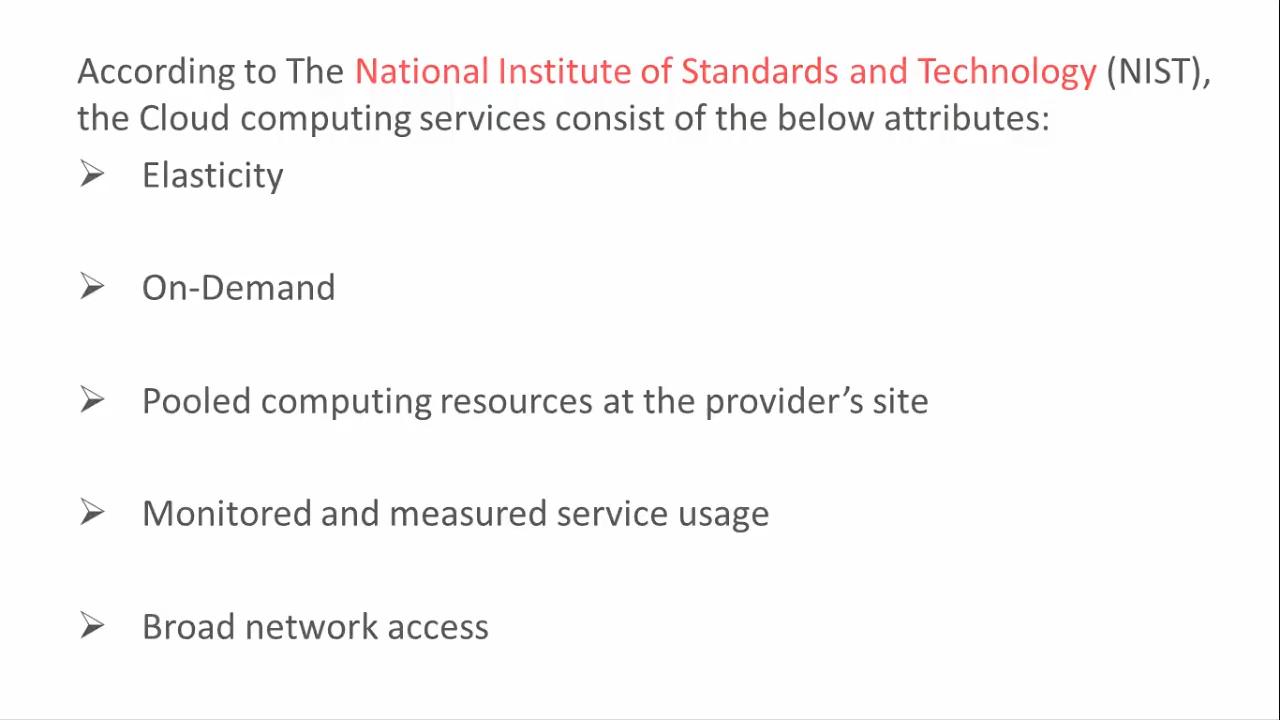 According to The National Institute of Standards and Technology (NIST),
the Cloud computing services consist of the below attributes:
➢ Elasticity
➢ On-Demand
➢ Pooled computing resources at the provider’s site
➢ Monitored and measured service usage
➢ Broad network access